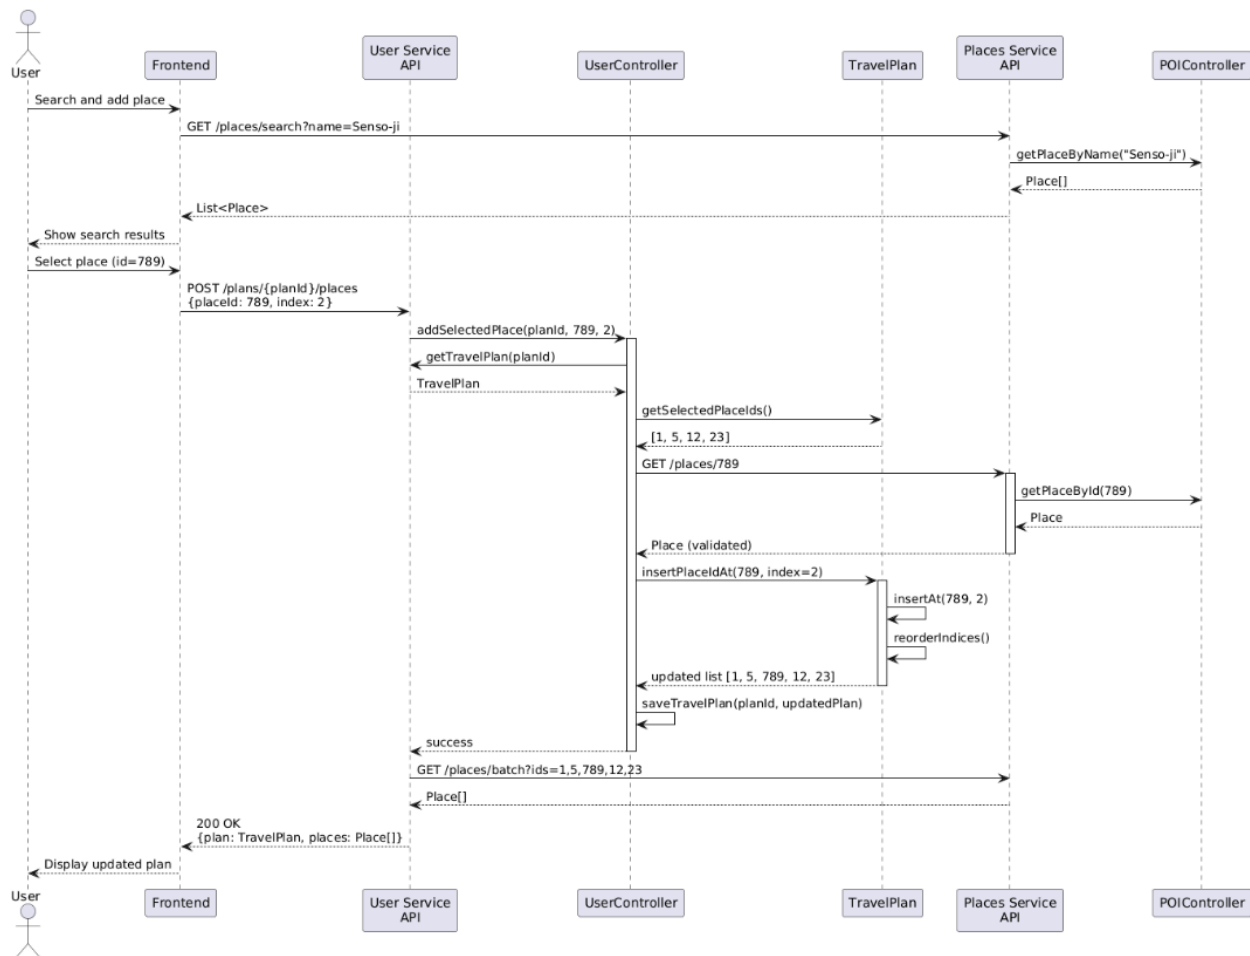 User
Frontend
User Service
API
UserController
TravelPlan
Places Service
API
POIController
Search and add place
GET /places/search?name=Senso-ji
getPlaceByName("Senso-ji")
Place[]
List<Place>
Show search results
Select place (id=789)
POST /plans/{planId}/places
{placeId: 789, index: 2}
addSelectedPlace(planId, 789, 2)
getTravelPlan(planId)
TravelPlan
getSelectedPlaceIds()
[1, 5, 12, 23]
GET /places/789
getPlaceById(789)
Place
Place (validated)
insertPlaceIdAt(789, index=2)
insertAt(789, 2)
reorderIndices()
updated list [1, 5, 789, 12, 23]
saveTravelPlan(planId, updatedPlan)
success
GET /places/batch?ids=1,5,789,12,23
Place[]
200 OK
{plan: TravelPlan, places: Place[]}
Display updated plan
User
Frontend
User Service
API
UserController
TravelPlan
Places Service
API
POIController